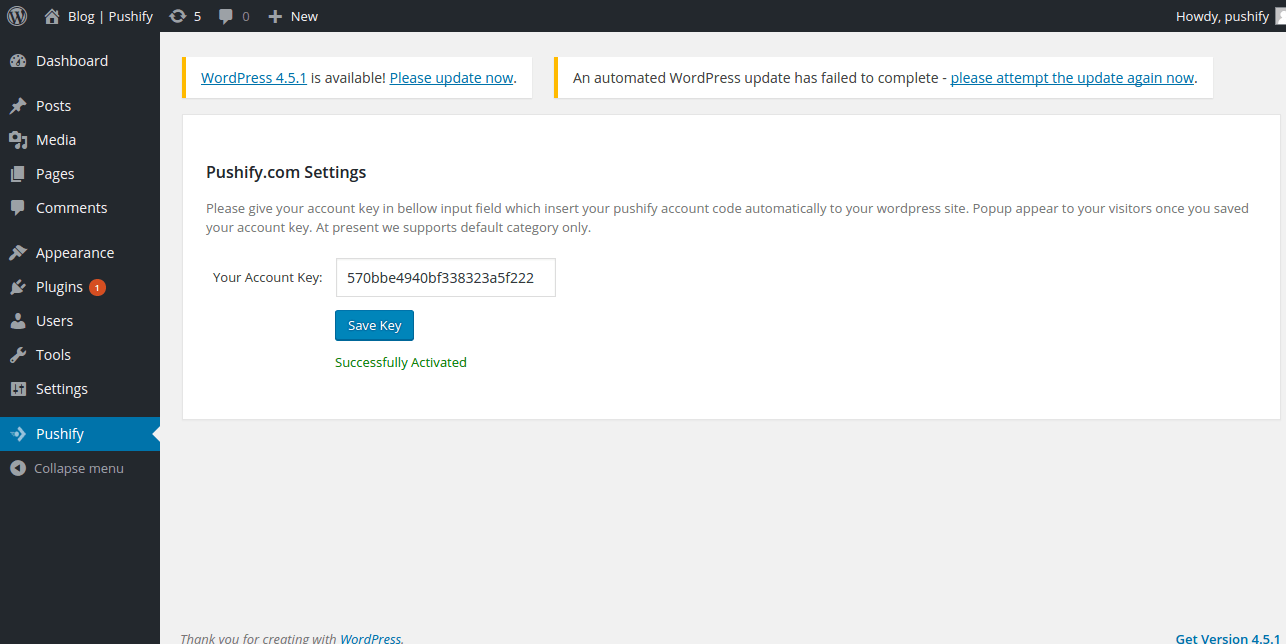 Blog | Pushify 5 0 New Howdy, pushify
Dashboard
Posts
Media
Pages
Comments
Appearance
Plugins 1
Users
Tools
Settings
Pushify
Collapse menu
WordPress 4.5.1 is available! Please update now.
An automated WordPress update has failed to complete - please attempt the update again now.
Pushify.com Settings
Please give your account key in bellow input field which insert your pushify account code automatically to your wordpress site. Popup appear to your visitors once you saved
your account key. At present we supports default category only.
Your Account Key: 570bbe4940bf338323a5f222
Save Key
Successfully Activated
Thank you for creating with WordPress. Get Version 4.5.1